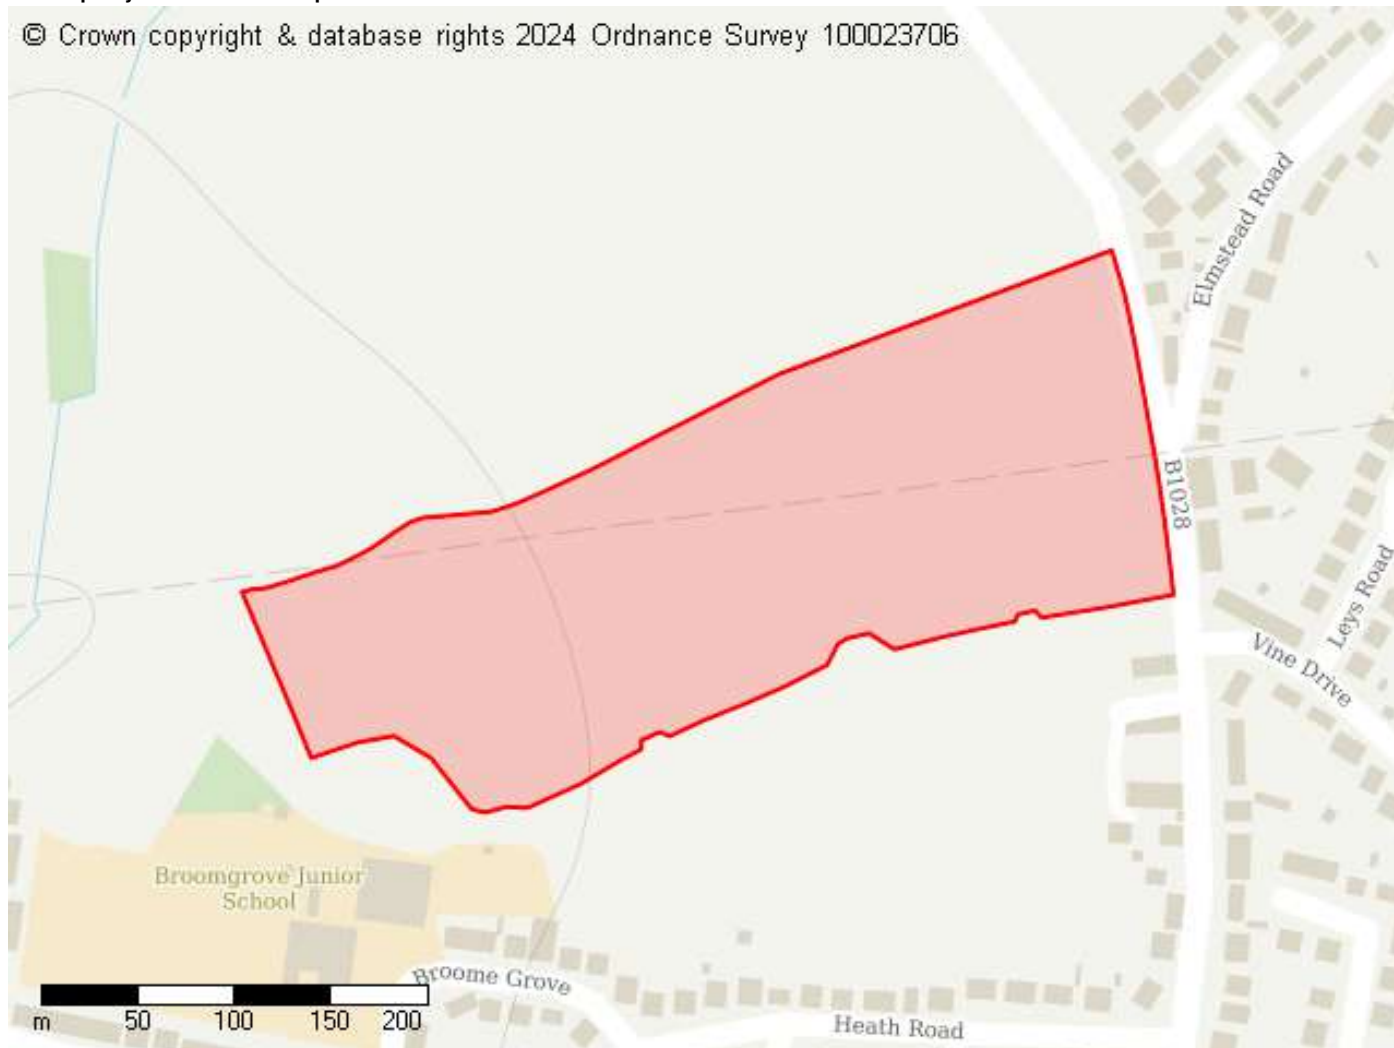 © Crown copyright & database rights 2024 Ordnance Survey 100023706
Elmstead Road
B1028
Leys Road
Vine Drive
Broomgrove Junior
School
Broome Grove
Heath Road
m 50 100 150 200